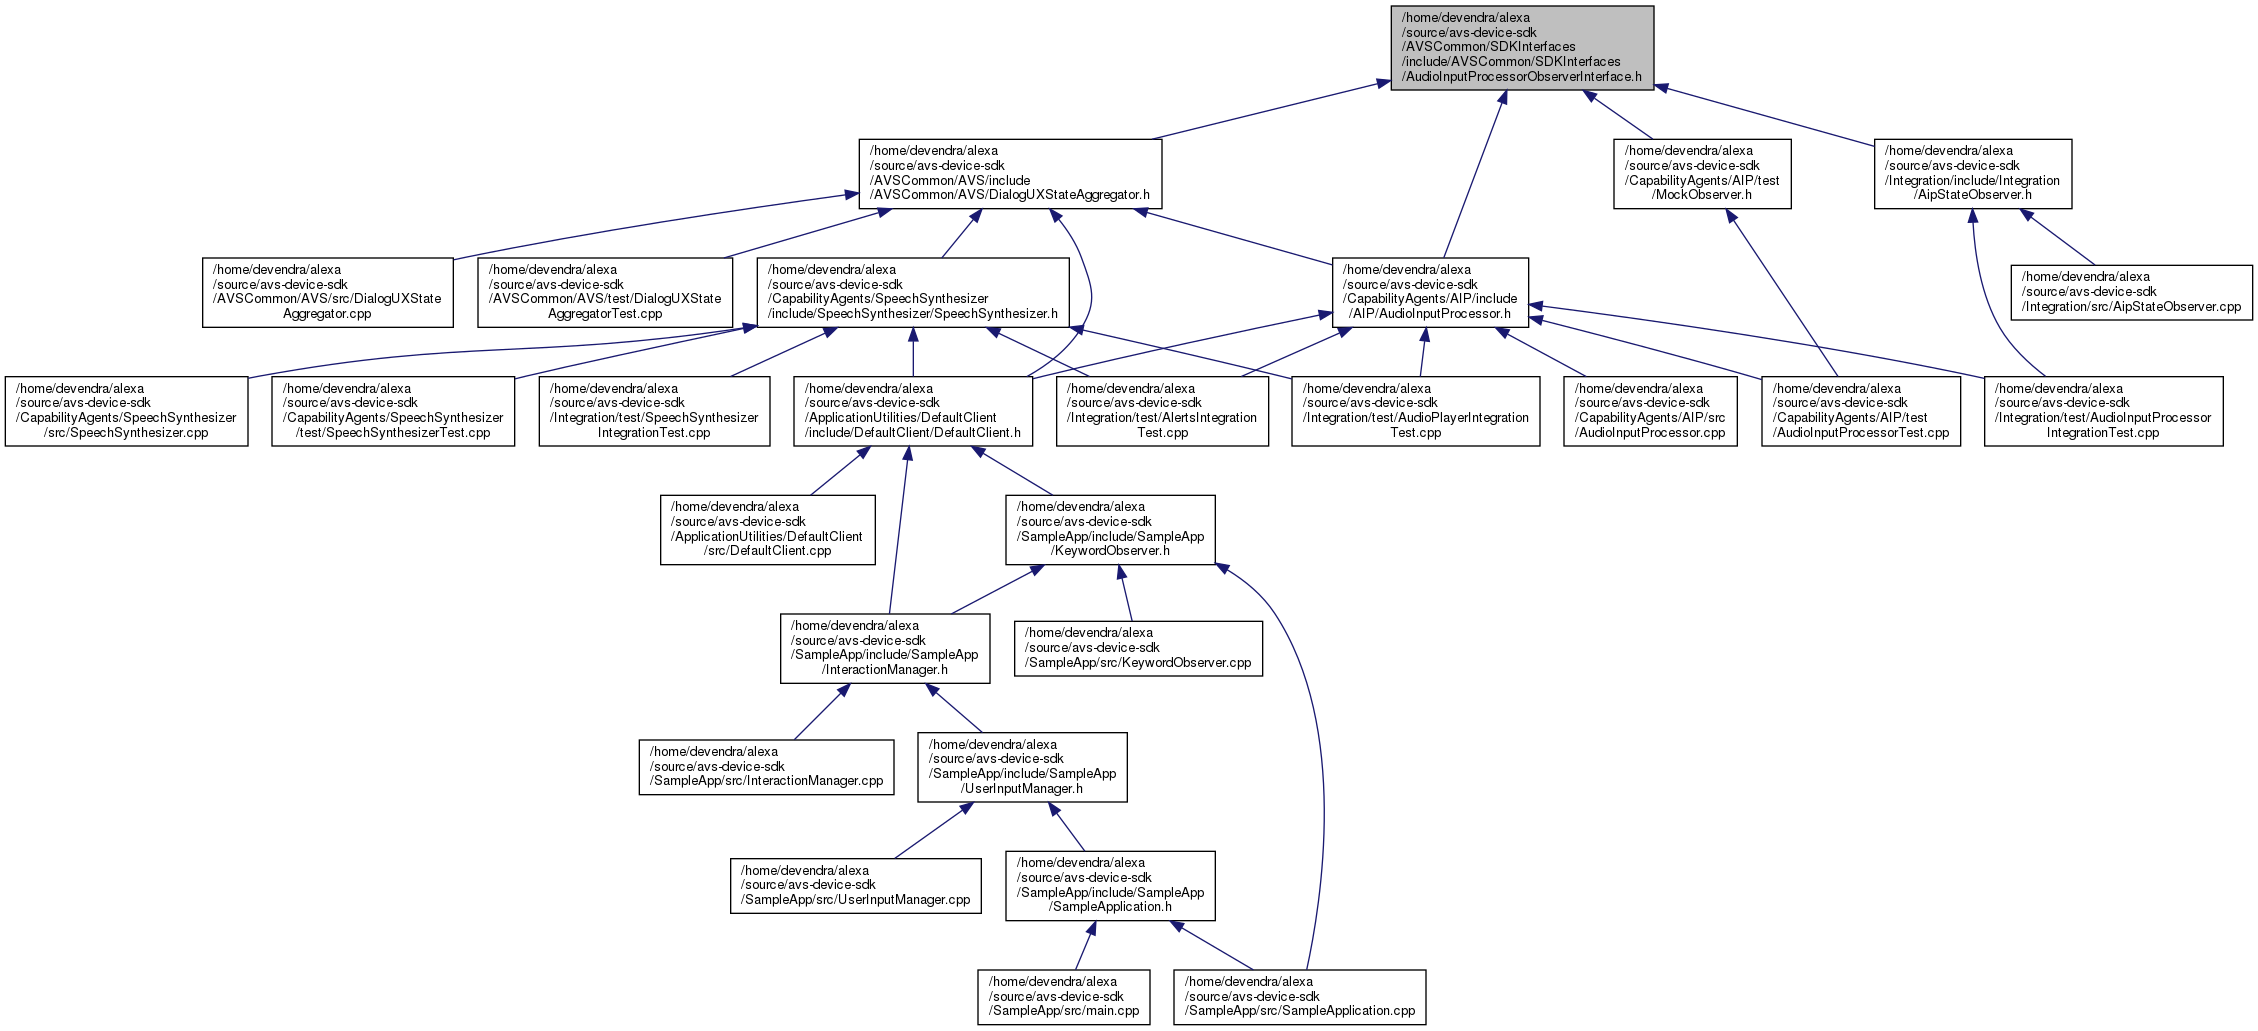 /home/devendra/alexa
/source/avs-device-sdk
/AVSCommon/SDKInterfaces
/include/AVSCommon/SDKInterfaces
/AudioInputProcessorObserverInterface.h
/home/devendra/alexa
/source/avs-device-sdk
/AVSCommon/AVS/include
/AVSCommon/AVS/DialogUXStateAggregator.h
/home/devendra/alexa
/source/avs-device-sdk
/CapabilityAgents/AIP/test
/MockObserver.h
/home/devendra/alexa
/source/avs-device-sdk
/Integration/include/Integration
/AipStateObserver.h
/home/devendra/alexa
/source/avs-device-sdk
/AVSCommon/AVS/src/DialogUXState
Aggregator.cpp
/home/devendra/alexa
/source/avs-device-sdk
/AVSCommon/AVS/test/DialogUXState
AggregatorTest.cpp
/home/devendra/alexa
/source/avs-device-sdk
/CapabilityAgents/SpeechSynthesizer
/include/SpeechSynthesizer/SpeechSynthesizer.h
/home/devendra/alexa
/source/avs-device-sdk
/CapabilityAgents/AIP/include
/AIP/AudioInputProcessor.h
/home/devendra/alexa
/source/avs-device-sdk
/Integration/src/AipStateObserver.cpp
/home/devendra/alexa
/source/avs-device-sdk
/CapabilityAgents/SpeechSynthesizer
/src/SpeechSynthesizer.cpp
/home/devendra/alexa
/source/avs-device-sdk
/CapabilityAgents/SpeechSynthesizer
/test/SpeechSynthesizerTest.cpp
/home/devendra/alexa
/source/avs-device-sdk
/Integration/test/SpeechSynthesizer
IntegrationTest.cpp
/home/devendra/alexa
/source/avs-device-sdk
/ApplicationUtilities/DefaultClient
/include/DefaultClient/DefaultClient.h
/home/devendra/alexa
/source/avs-device-sdk
/Integration/test/AlertsIntegration
Test.cpp
/home/devendra/alexa
/source/avs-device-sdk
/Integration/test/AudioPlayerIntegration
Test.cpp
/home/devendra/alexa
/source/avs-device-sdk
/CapabilityAgents/AIP/src
/AudioInputProcessor.cpp
/home/devendra/alexa
/source/avs-device-sdk
/CapabilityAgents/AIP/test
/AudioInputProcessorTest.cpp
/home/devendra/alexa
/source/avs-device-sdk
/Integration/test/AudioInputProcessor
IntegrationTest.cpp
/home/devendra/alexa
/source/avs-device-sdk
/ApplicationUtilities/DefaultClient
/src/DefaultClient.cpp
/home/devendra/alexa
/source/avs-device-sdk
/SampleApp/include/SampleApp
/KeywordObserver.h
/home/devendra/alexa
/source/avs-device-sdk
/SampleApp/include/SampleApp
/InteractionManager.h
/home/devendra/alexa
/source/avs-device-sdk
/SampleApp/src/KeywordObserver.cpp
/home/devendra/alexa
/source/avs-device-sdk
/SampleApp/src/InteractionManager.cpp
/home/devendra/alexa
/source/avs-device-sdk
/SampleApp/include/SampleApp
/UserInputManager.h
/home/devendra/alexa
/source/avs-device-sdk
/SampleApp/src/UserInputManager.cpp
/home/devendra/alexa
/source/avs-device-sdk
/SampleApp/include/SampleApp
/SampleApplication.h
/home/devendra/alexa
/source/avs-device-sdk
/SampleApp/src/main.cpp
/home/devendra/alexa
/source/avs-device-sdk
/SampleApp/src/SampleApplication.cpp